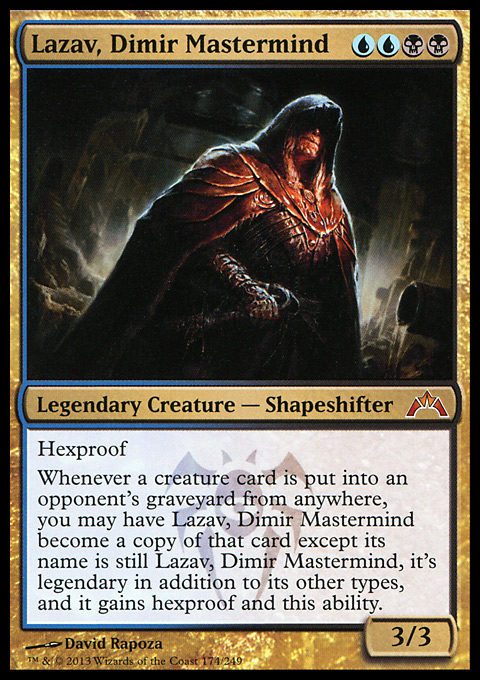 Lazav, Dimir Mastermind
Legendary Creature — Shapeshifter
Hexproof
Whenever a creature card is put into an
opponent's graveyard from anywhere,
you may have Lazav, Dimir Mastermind
become a copy of that card except its
name is still Lazav, Dimir Mastermind, it's
legendary in addition to its other types,
and it gains hexproof and this ability.
3/3
David Rapoza
™ & © 2013 Wizards of the Coast 174/249